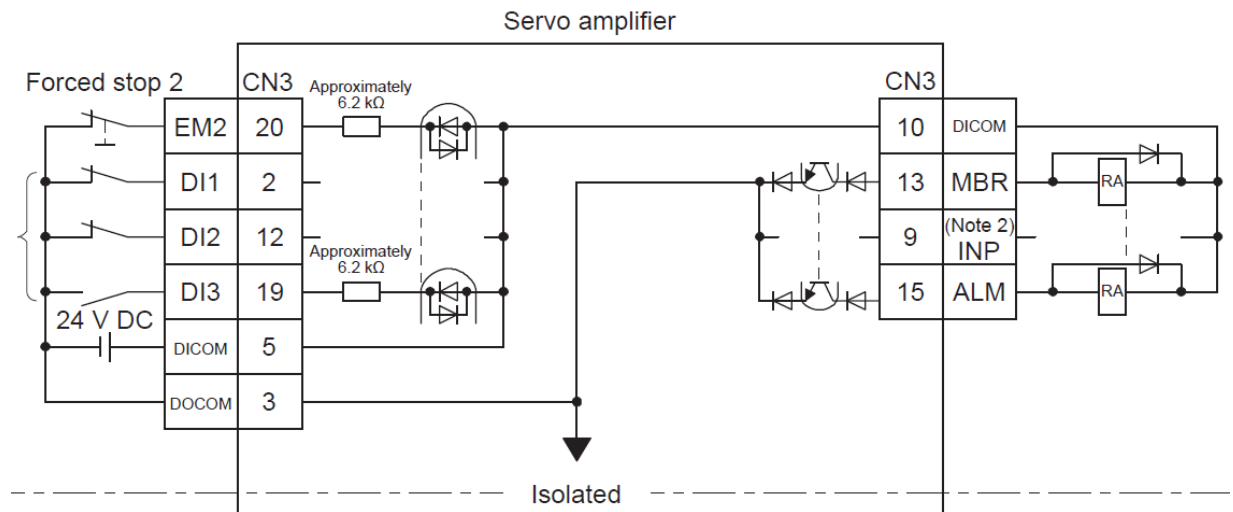 Servo amplifier
Forced stop 2
CN3
CN3
Approximately
6.2 kΩ
EM2
20
10
DICOM
DI1
2
13
MBR
RA
DI2
12
9
(Note 2)
INP
Approximately
6.2 kΩ
DI3
19
15
ALM
RA
24 V DC
DICOM
5
DOCOM
3
Isolated